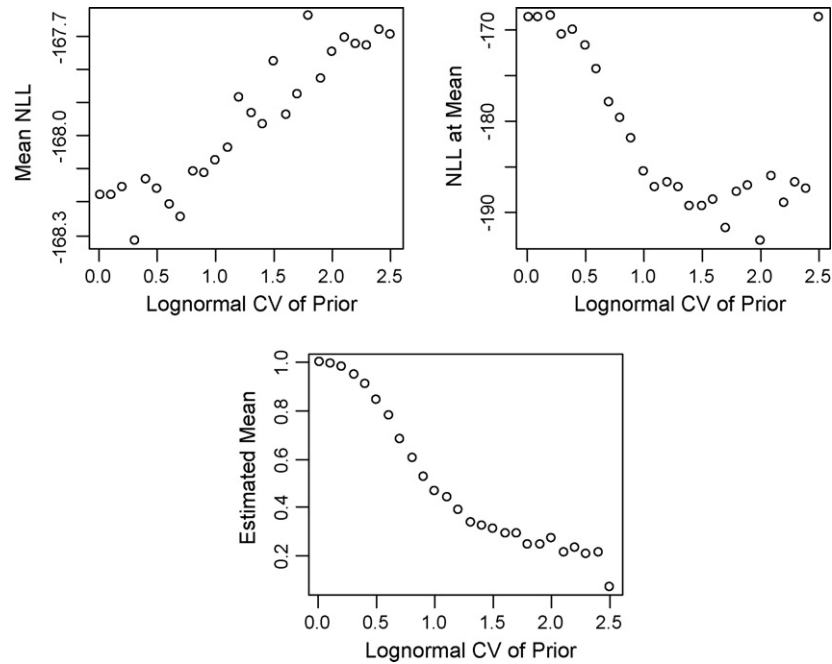 Mean NLL
-167.7
-168.0
-168.3
0.0 0.5 1.0 1.5 2.0 2.5
Lognormal CV of Prior
NLL at Mean
-170
-180
-190
0.0 0.5 1.0 1.5 2.0 2.5
Lognormal CV of Prior
Estimated Mean
1.0
0.8
0.6
0.4
0.2
0.0 0.5 1.0 1.5 2.0 2.5
Lognormal CV of Prior